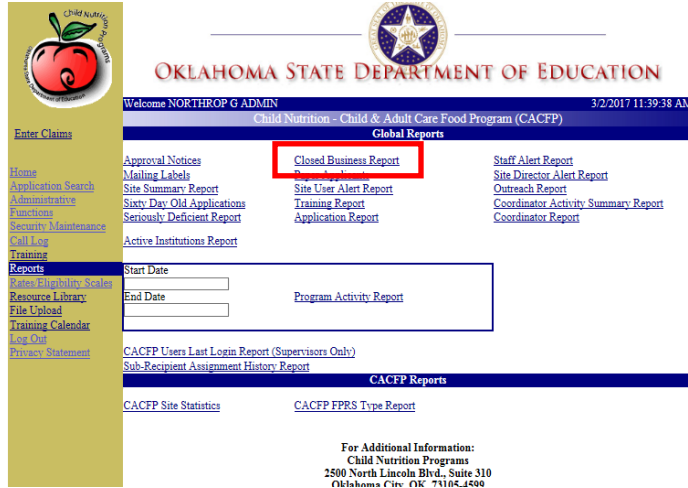 Child Nutrition Programs
OKLAHOMA STATE DEPARTMENT OF EDUCATION
Welcome NORTHROP G ADMIN 3/2/2017 11:39:38 AM
Child Nutrition - Child & Adult Care Food Program (CACFP)
Global Reports
Enter Claims
Home
Application Search
Administrative
Functions
Security Maintenance
Call Log
Training
Reports
Rates/Eligibility Scales
Resource Library
File Upload
Training Calendar
Log Out
Privacy Statement
Approval Notices Closed Business Report Staff Alert Report
Mailing Labels Site Director Alert Report
Site Summary Report Site User Alert Report Outreach Report
Sixty Day Old Applications Training Report Coordinator Activity Summary Report
Seriously Deficient Report Application Report Coordinator Report
Active Institutions Report
Start Date
End Date Program Activity Report
CACFP Users Last Login Report (Supervisors Only)
Sub-Recipient Assignment History Report
CACFP Reports
CACFP Site Statistics CACFP FPRS Type Report
For Additional Information:
Child Nutrition Programs
2500 North Lincoln Blvd., Suite 310
Oklahoma City, OK 73105-4599